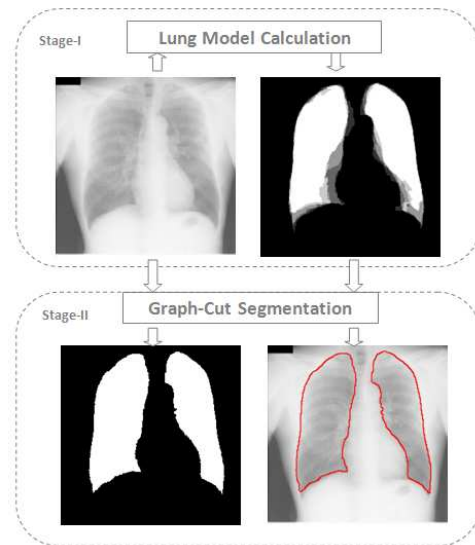 Stage-I
Lung Model Calculation
Stage-II
Graph-Cut Segmentation